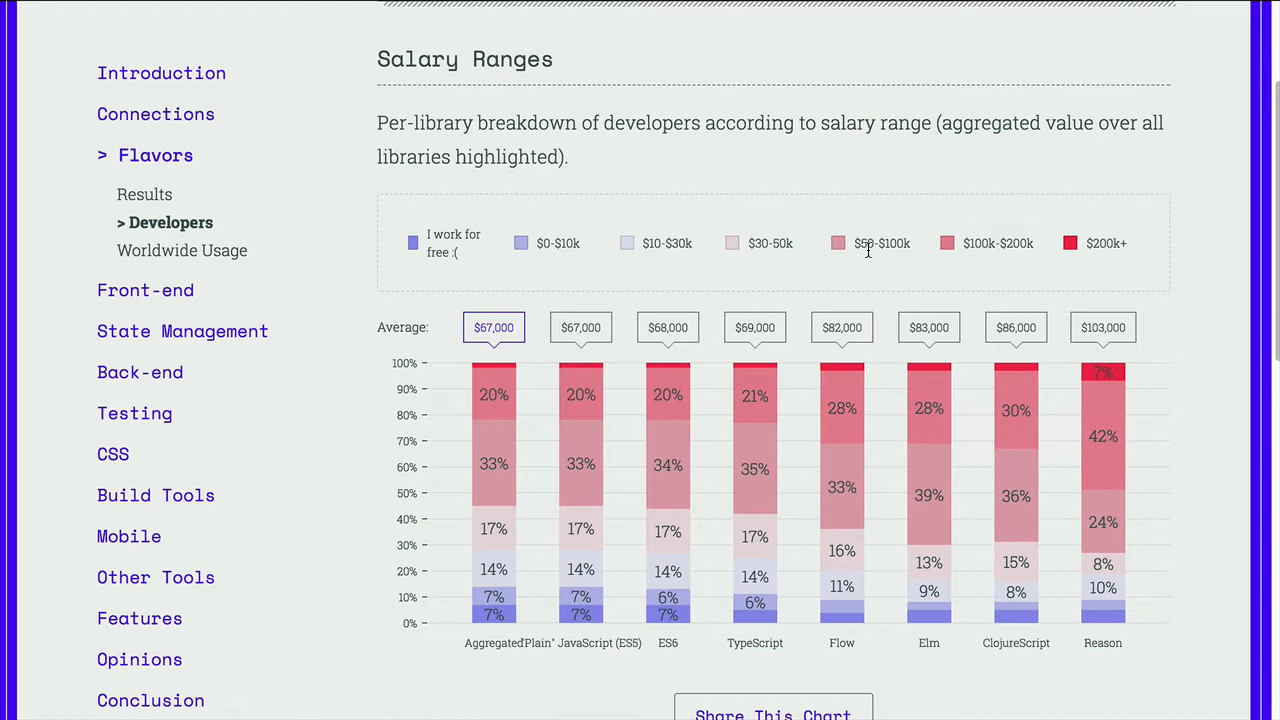 Introduction
Connections
> Flavors
Results
> Developers
Worldwide Usage
Front-end
State Management
Back-end
Testing
CSS
Build Tools
Mobile
Other Tools
Features
Opinions
Conclusion
Salary Ranges
Per-library breakdown of developers according to salary range (aggregated value over all
libraries highlighted).
I work for
free :(
$0-$10k
$10-$30k
$30-50k
$50-$100k
$100k-$200k
$200k+
Average: $67,000 $67,000 $68,000 $69,000 $82,000 $83,000 $86,000 $103,000
100%
7%
90%
20% 20% 20% 21% 28% 28% 30%
80%
42%
70%
33% 33% 34% 35%
60%
33% 39% 36%
50%
24%
40%
17% 17% 17% 17%
30%
16% 13% 15% 8%
20%
14% 14% 14% 14% 11% 9% 8% 10%
10%
7% 7% 6% 6%
7% 7% 7%
0%
Aggregated "Plain" JavaScript (ES5) ES6 TypeScript Flow Elm ClojureScript Reason
Share This Chart